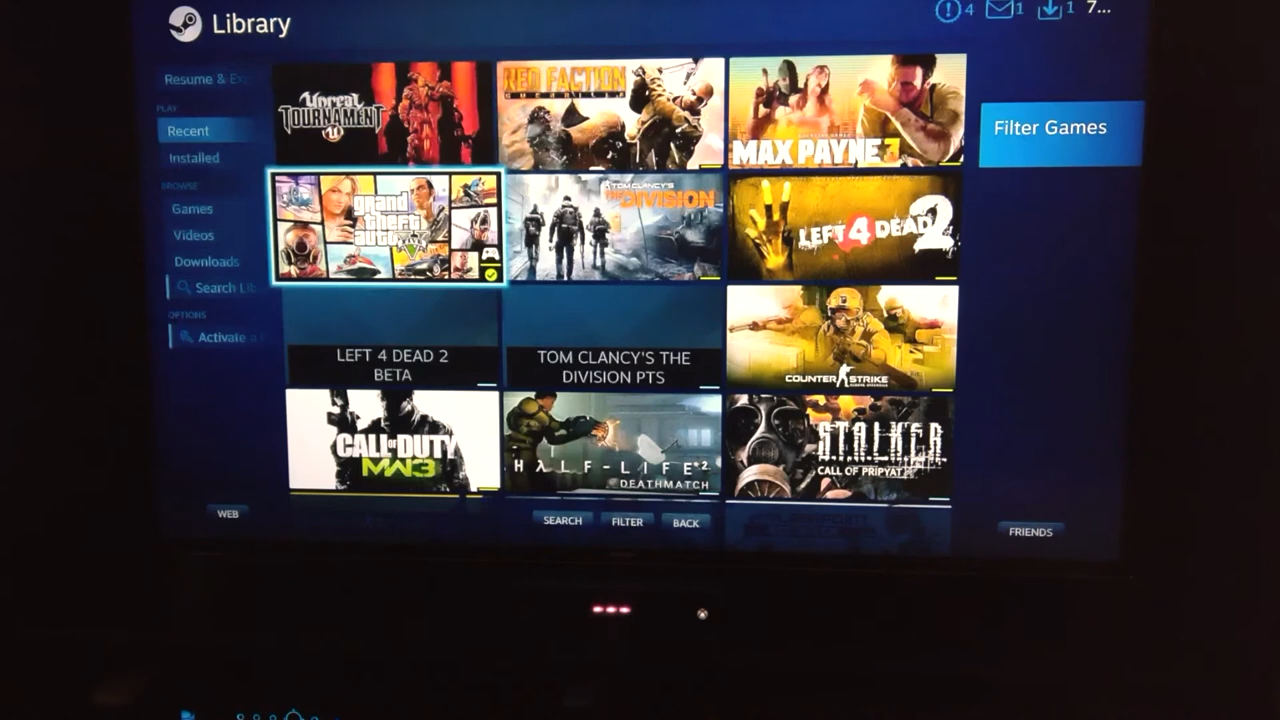 Library
4
1
1
7...
Resume & Ex
PLAY
Recent
Installed
BROWSE
Games
Videos
Downloads
Search Lib
OPTIONS
Activate a
Unreal
TOURNAMENT
RED FACTION
GUERRILLA
MAX PAYNE 3
Filter Games
grand
theft
auto
V
TOM CLANCY'S
THE DIVISION
LEFT 4 DEAD 2
LEFT 4 DEAD 2
BETA
TOM CLANCY'S THE
DIVISION PTS
COUNTER STRIKE
CALL OF DUTY
MW3
HALF-LIFE 2
DEATHMATCH
S.T.A.L.K.E.R.
CALL OF PRIPYAT
WEB
SEARCH
FILTER
BACK
FRIENDS